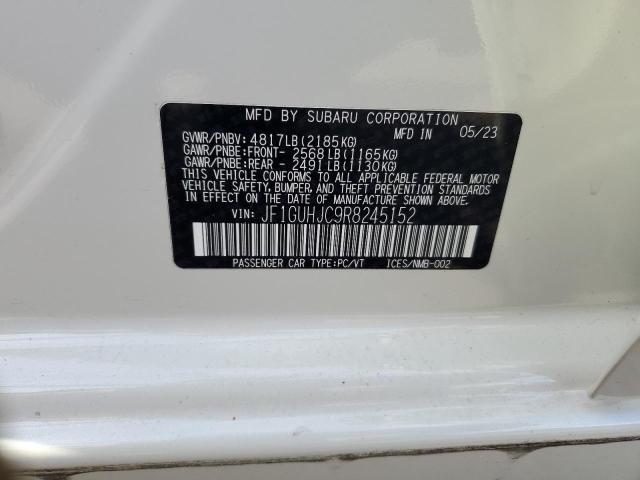 MFD BY SUBARU CORPORATION
MFD IN 05/23
GVWR/PNBV: 4817LB(2185KG)
GAWR/PNBE:FRONT- 2568LB(1165KG)
GAWR/PNBE:REAR - 2491LB(1130KG)
THIS VEHICLE CONFORMS TO ALL APPLICABLE FEDERAL MOTOR
VEHICLE SAFETY, BUMPER, AND THEFT PREVENTION STANDARDS
IN EFFECT ON THE DATE OF MANUFACTURE SHOWN ABOVE.
VIN: JF1GUHJC9R8245152
PASSENGER CAR TYPE:PC/VT ICES/NMB-002